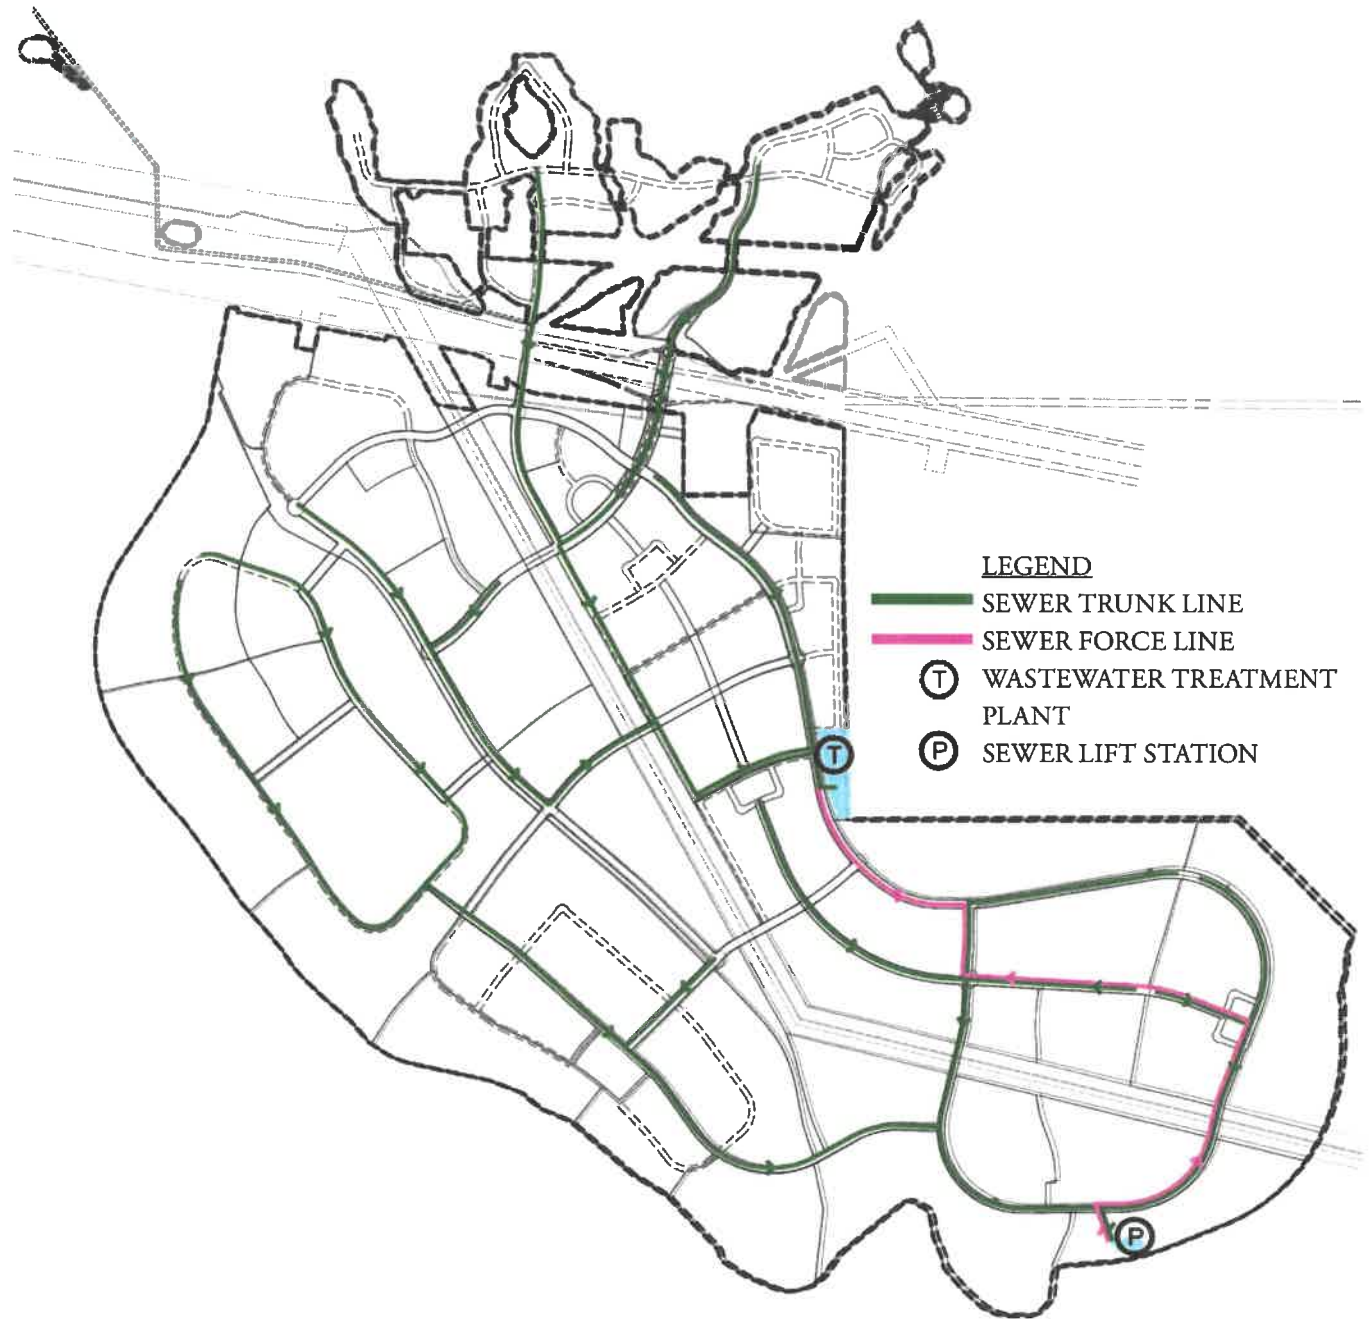 LEGEND
SEWER TRUNK LINE
SEWER FORCE LINE
T WASTEWATER TREATMENT
PLANT
P SEWER LIFT STATION
T
P